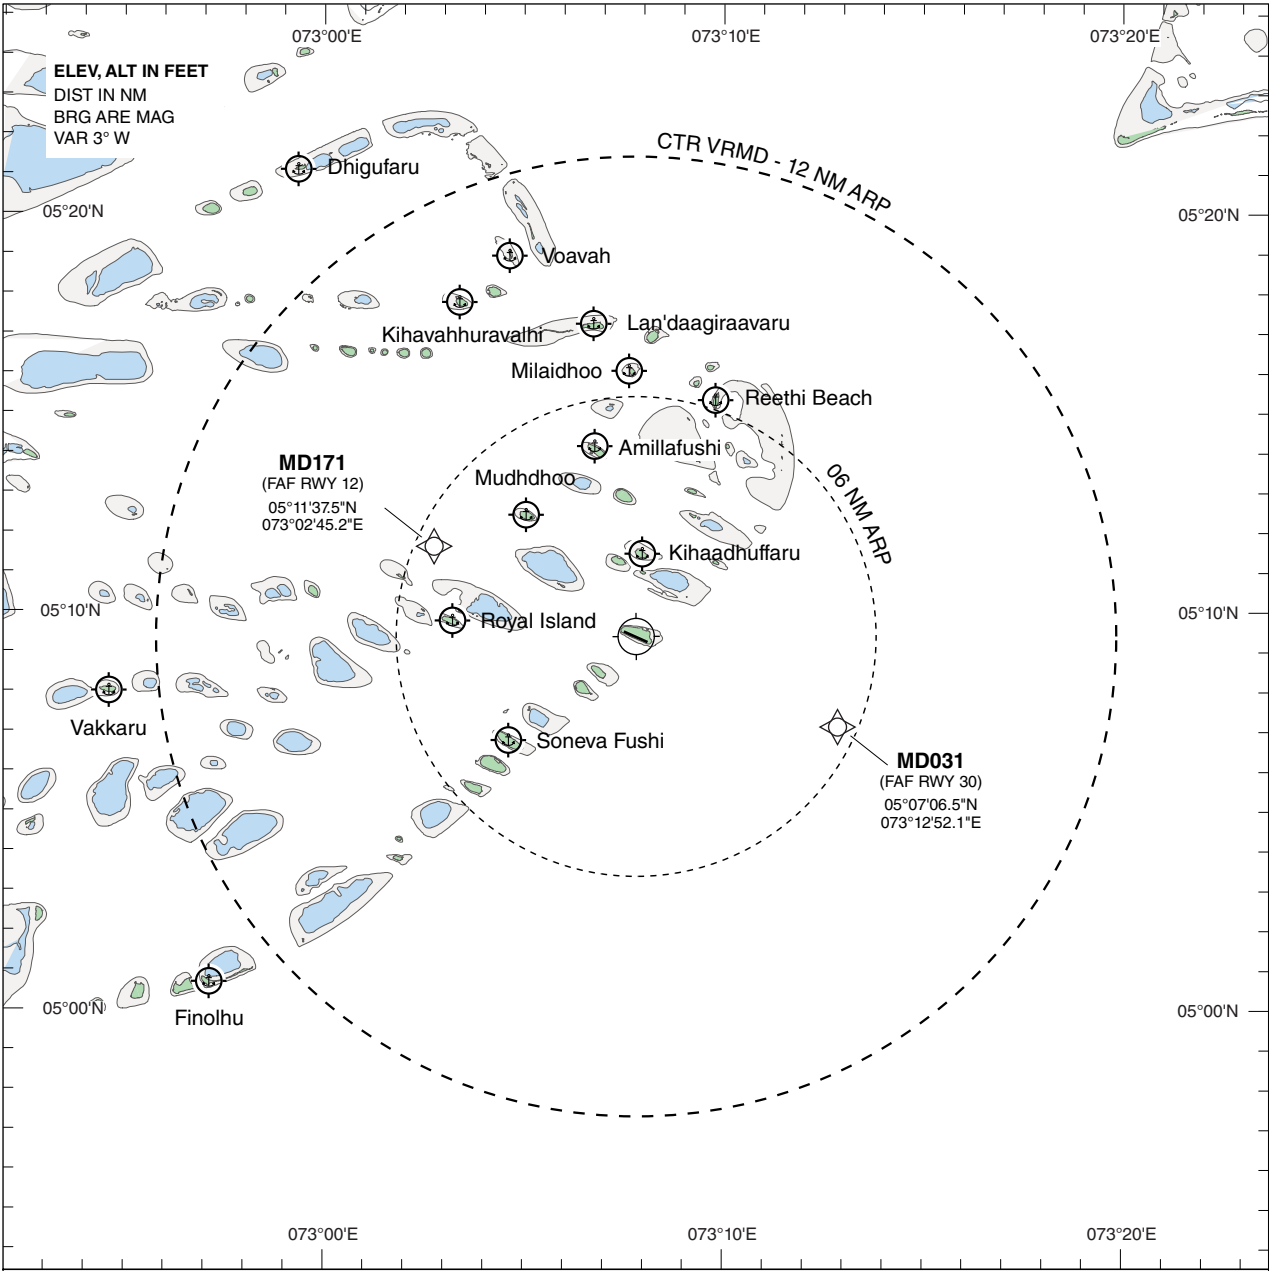 073°00'E
073°10'E
073°20'E
ELEV, ALT IN FEET
DIST IN NM
BRG ARE MAG
VAR 3° W
CTR VRMD - 12 NM ARP
Dhigufaru
05°20'N
05°20'N
Voavah
Kihavahhuravalhi
Lan'daagiraavaru
Milaidhoo
Reethi Beach
Amillafushi
MD171
(FAF RWY 12)
05°11'37.5"N
073°02'45.2"E
Mudhdhoo
06 NM ARP
Kihaadhuffaru
05°10'N
05°10'N
Royal Island
Vakkaru
Soneva Fushi
MD031
(FAF RWY 30)
05°07'06.5"N
073°12'52.1"E
05°00'N
05°00'N
Finolhu
073°00'E
073°10'E
073°20'E